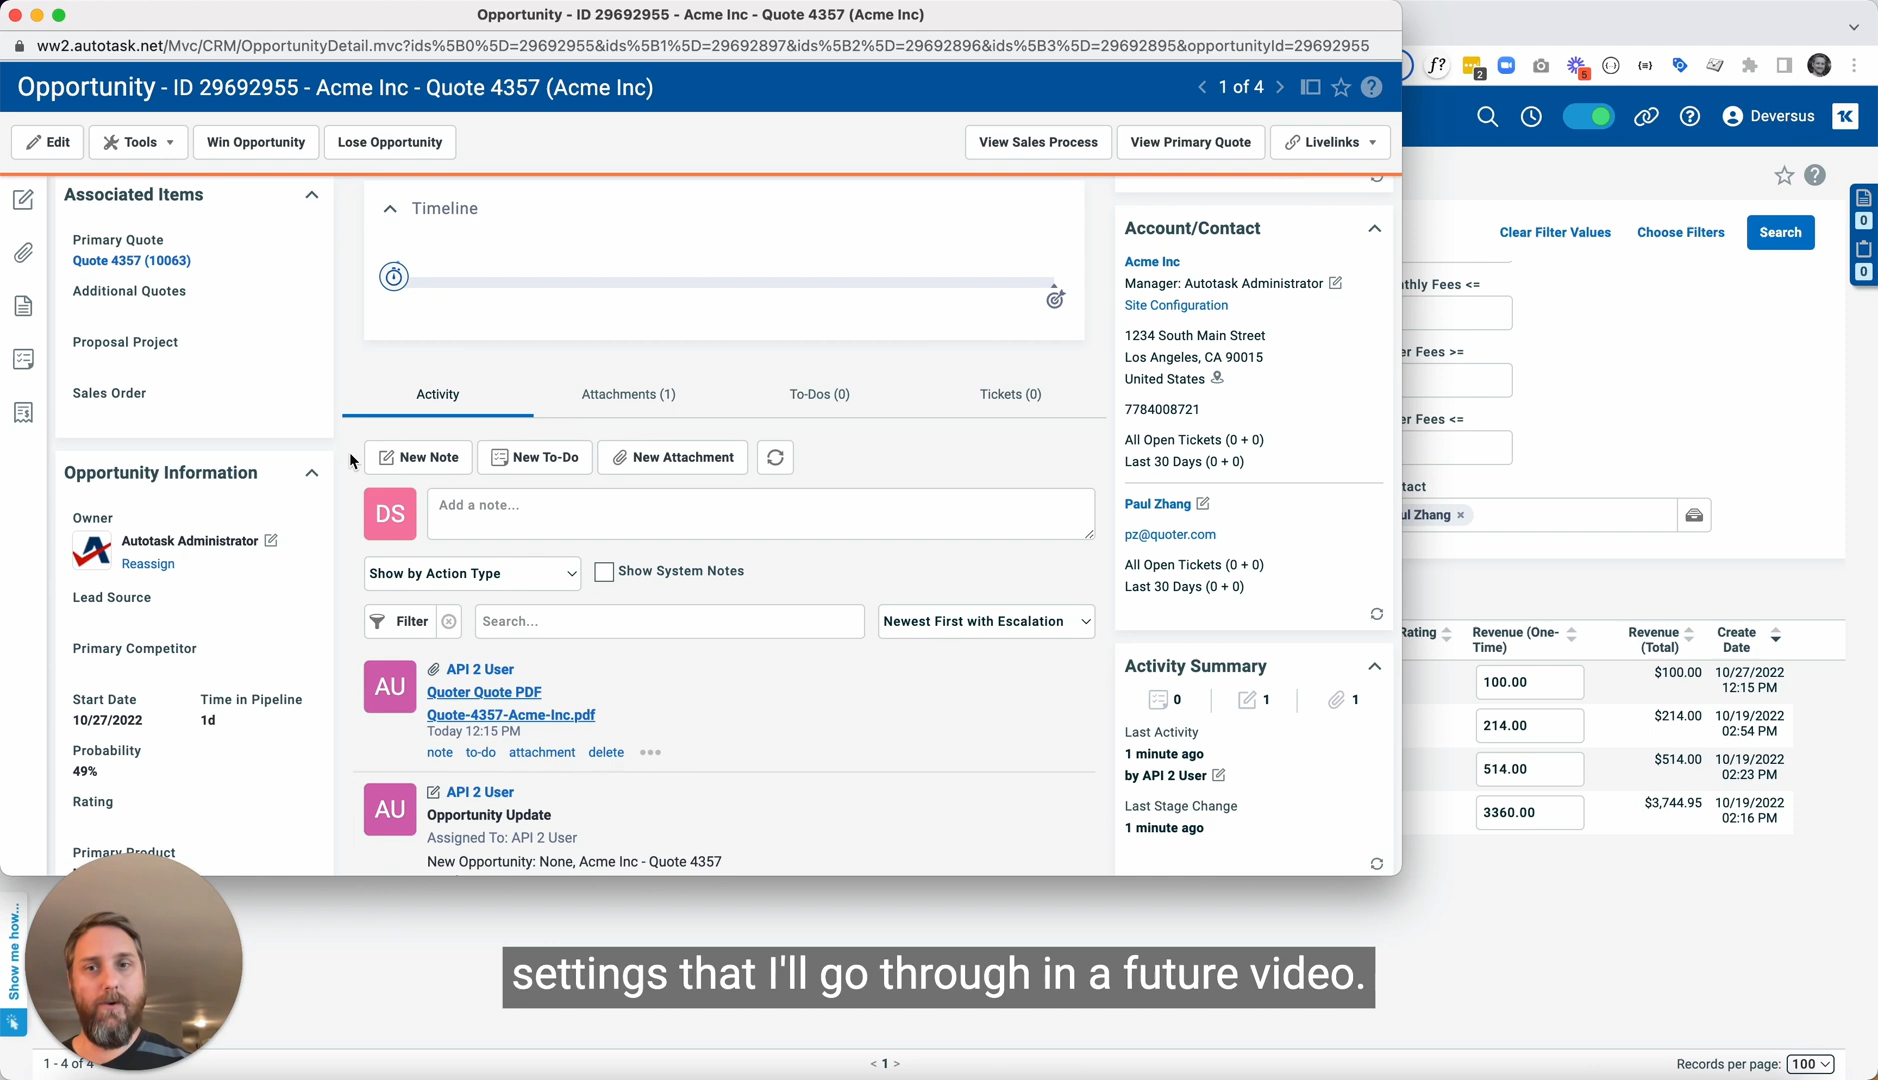 Opportunity - ID 29692955 - Acme Inc - Quote 4357 (Acme Inc)
ww2.autotask.net/Mvc/CRM/OpportunityDetail.mvc?ids%5B0%5D=29692955&ids%5B1%5D=29692897&ids%5B2%5D=29692896&ids%5B3%5D=29692895&opportunityId=29692955
f?
2
5
Opportunity - ID 29692955 - Acme Inc - Quote 4357 (Acme Inc)
1 of 4
Deversus
Edit
Tools
Win Opportunity
Lose Opportunity
View Sales Process
View Primary Quote
Livelinks
Associated Items
Primary Quote
Quote 4357 (10063)
Additional Quotes
Proposal Project
Sales Order
Opportunity Information
Owner
Autotask Administrator
Reassign
Lead Source
Primary Competitor
Start Date
Time in Pipeline
10/27/2022
1d
Probability
49%
Rating
Primary Product
Timeline
Activity
Attachments (1)
To-Dos (0)
Tickets (0)
New Note
New To-Do
New Attachment
DS
Add a note...
Show by Action Type
Show System Notes
Filter
Search...
Newest First with Escalation
AU
API 2 User
Quoter Quote PDF
Quote-4357-Acme-Inc.pdf
Today 12:15 PM
note
to-do
attachment
delete
AU
API 2 User
Opportunity Update
Assigned To: API 2 User
New Opportunity: None, Acme Inc - Quote 4357
Account/Contact
Acme Inc
Manager: Autotask Administrator
Site Configuration
1234 South Main Street
Los Angeles, CA 90015
United States
7784008721
All Open Tickets (0 + 0)
Last 30 Days (0 + 0)
Paul Zhang
pz@quoter.com
All Open Tickets (0 + 0)
Last 30 Days (0 + 0)
Activity Summary
0
1
1
Last Activity
1 minute ago
by API 2 User
Last Stage Change
1 minute ago
Clear Filter Values
Choose Filters
Search
0
0
thly Fees <=
er Fees >=
er Fees <=
tact
ul Zhang
Rating
Revenue (One-Time)
Revenue (Total)
Create Date
100.00
$100.00
10/27/2022 12:15 PM
214.00
$214.00
10/19/2022 02:54 PM
514.00
$514.00
10/19/2022 02:23 PM
3360.00
$3,744.95
10/19/2022 02:16 PM
Show me how...
settings that I'll go through in a future video.
1 - 4 of 4
< 1 >
Records per page:
100